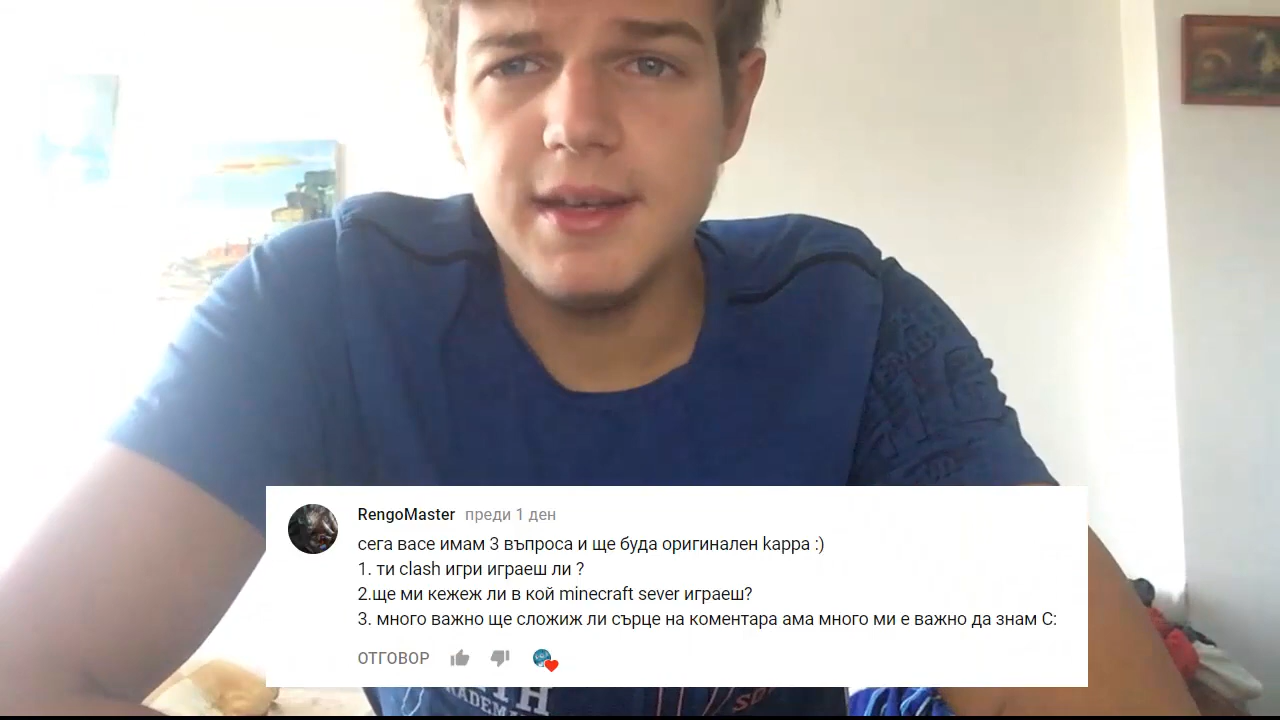 RengoMaster преди 1 ден
сега васе имам 3 въпроса и ще буда оригинален kappa :)
1. ти clash игри играеш ли ?
2.ще ми кежеж ли в кой minecraft sever играеш?
3. много важно ще сложиж ли сърце на коментара ама много ми е важно да знам C:
ОТГОВОР